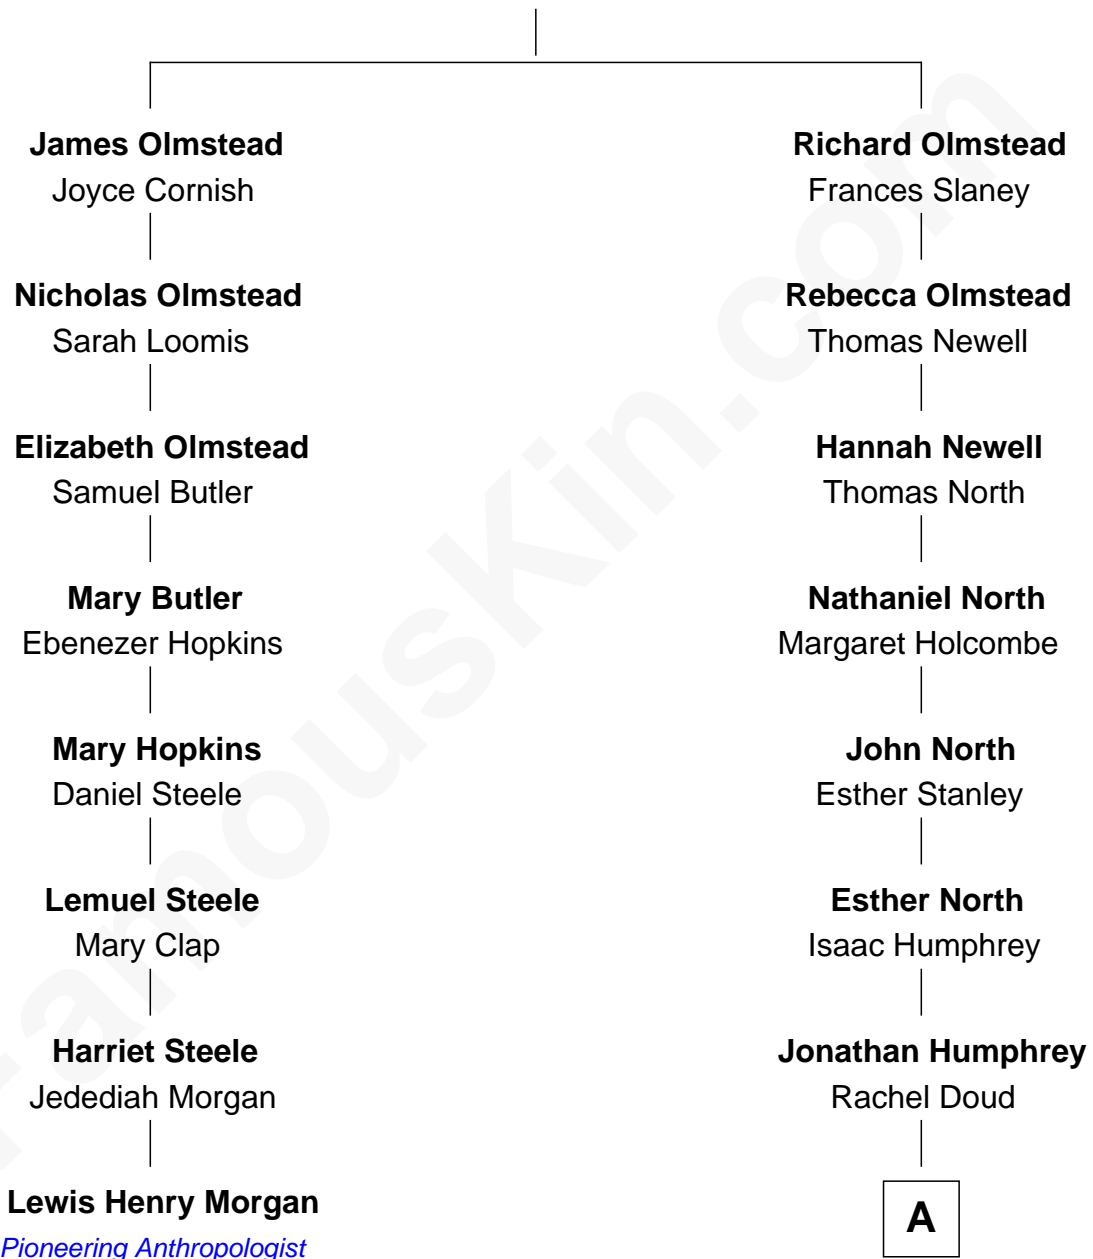 James Olmstead
Joyce Cornish
Nicholas Olmstead
Sarah Loomis
Elizabeth Olmstead
Samuel Butler
Mary Butler
Ebenezer Hopkins
Mary Hopkins
Daniel Steele
Lemuel Steele
Mary Clap
Harriet Steele
Jedediah Morgan
Lewis Henry Morgan
Pioneering Anthropologist
Richard Olmstead
Frances Slaney
Rebecca Olmstead
Thomas Newell
Hannah Newell
Thomas North
Nathaniel North
Margaret Holcombe
John North
Esther Stanley
Esther North
Isaac Humphrey
Jonathan Humphrey
Rachel Doud
A
FamousKin.com